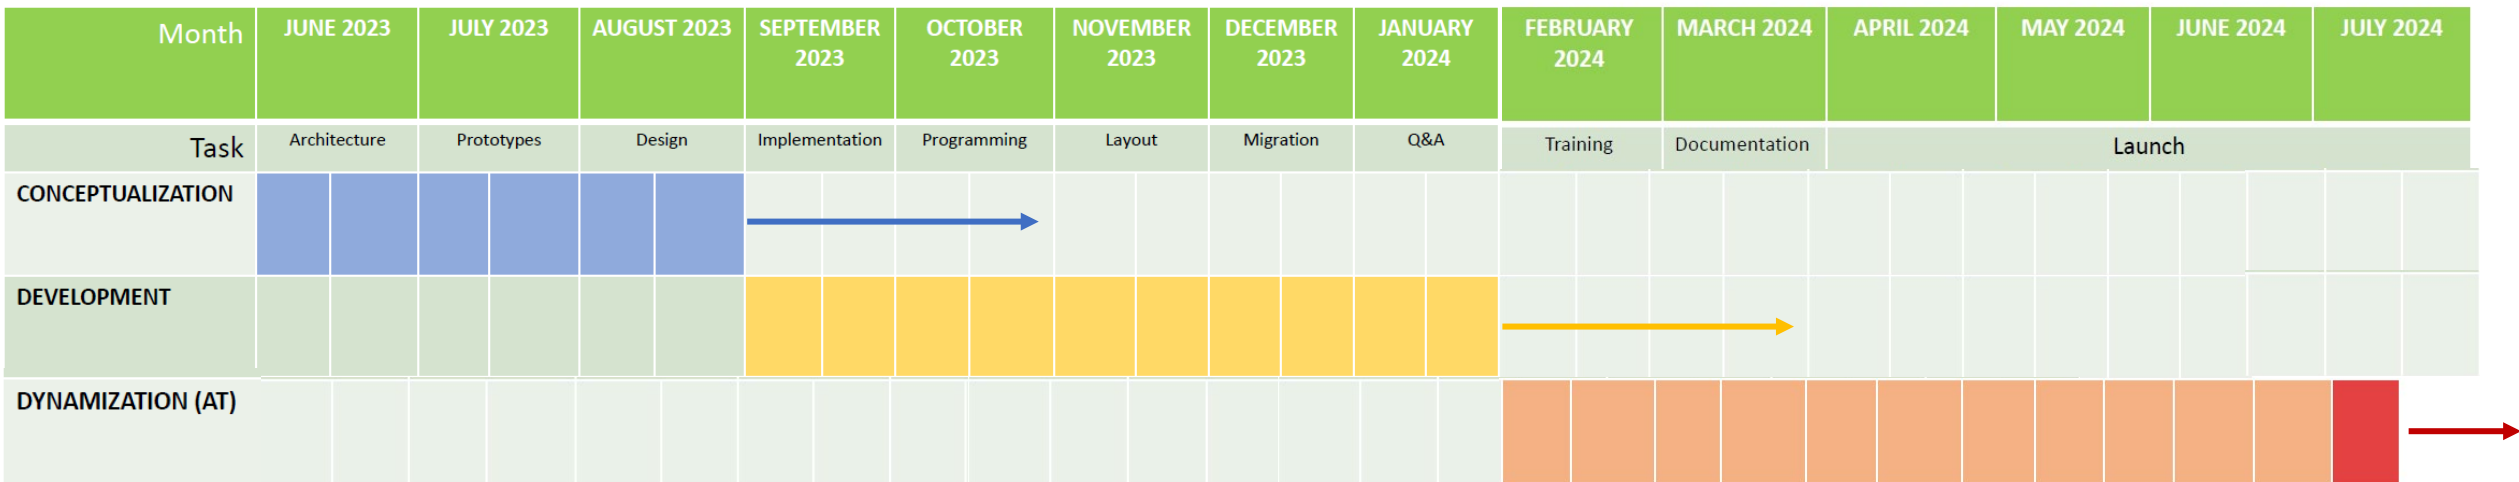 Month
JUNE 2023
JULY 2023
AUGUST 2023
SEPTEMBER
2023
OCTOBER
2023
NOVEMBER
2023
DECEMBER
2023
JANUARY
2024
FEBRUARY
2024
MARCH 2024
APRIL 2024
MAY 2024
JUNE 2024
JULY 2024
Task
Architecture
Prototypes
Design
Implementation
Programming
Layout
Migration
Q&A
Training
Documentation
Launch
CONCEPTUALIZATION
DEVELOPMENT
DYNAMIZATION (AT)